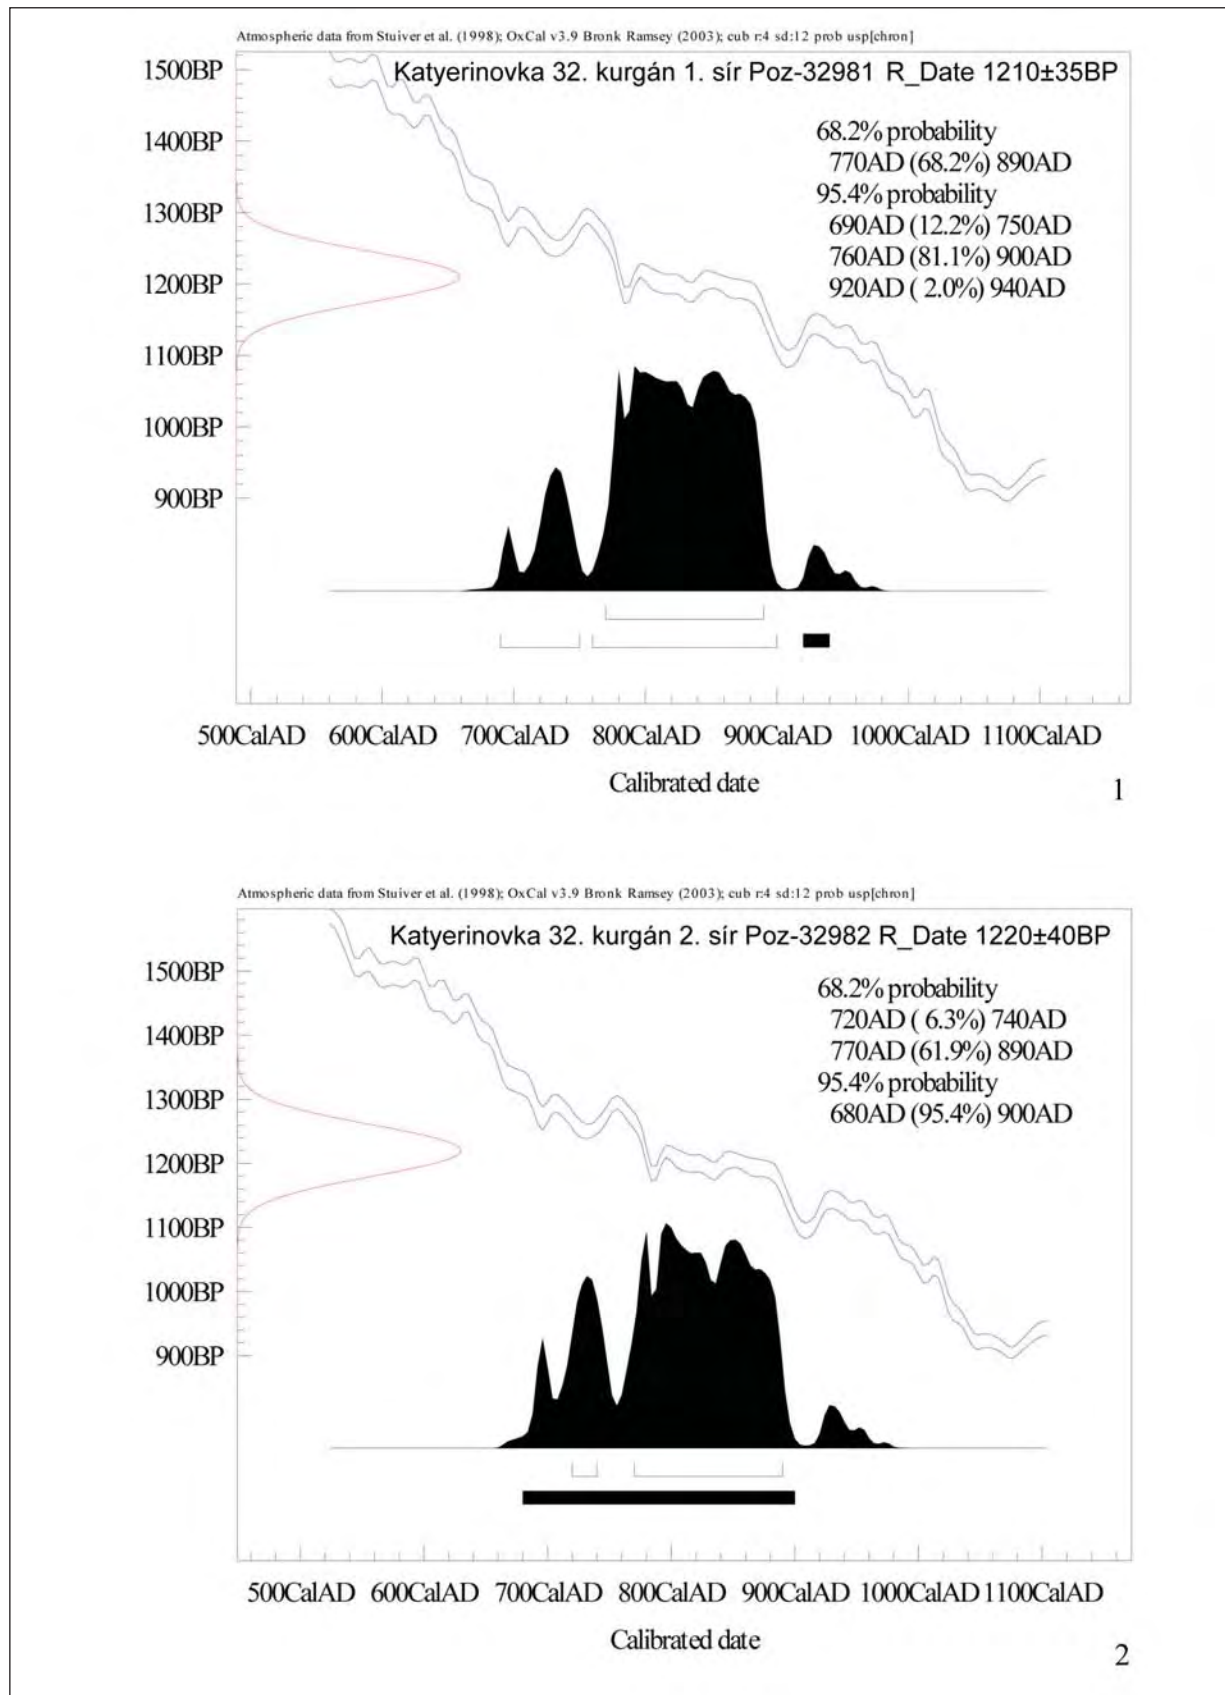 Atmospheric data from Stuiver et al. (1998); OxCal v3.9 Bronk Ramsey (2003); cub r:4 sd:12 prob usp[chron]
Katyerinovka 32. kurgán 1. sír Poz-32981 R_Date 1210±35BP
68.2% probability
770AD (68.2%) 890AD
95.4% probability
690AD (12.2%) 750AD
760AD (81.1%) 900AD
920AD ( 2.0%) 940AD
1500BP
1400BP
1300BP
1200BP
1100BP
1000BP
900BP
500CalAD 600CalAD 700CalAD 800CalAD 900CalAD 1000CalAD 1100CalAD
Calibrated date
1
Atmospheric data from Stuiver et al. (1998); OxCal v3.9 Bronk Ramsey (2003); cub r:4 sd:12 prob usp[chron]
Katyerinovka 32. kurgán 2. sír Poz-32982 R_Date 1220±40BP
68.2% probability
720AD ( 6.3%) 740AD
770AD (61.9%) 890AD
95.4% probability
680AD (95.4%) 900AD
1500BP
1400BP
1300BP
1200BP
1100BP
1000BP
900BP
500CalAD 600CalAD 700CalAD 800CalAD 900CalAD 1000CalAD 1100CalAD
Calibrated date
2